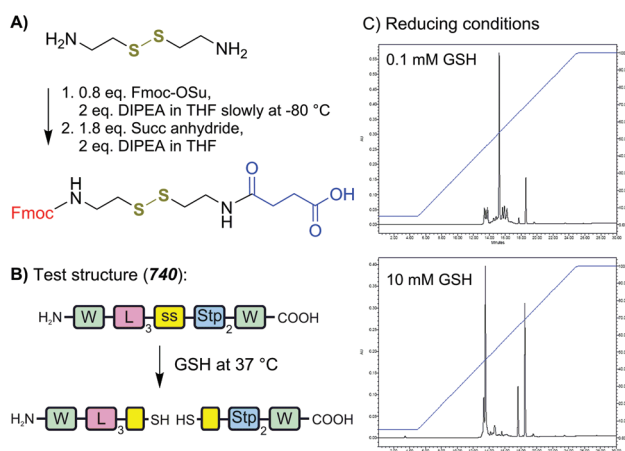 A)
H₂N
S
S
NH₂
1. 0.8 eq. Fmoc-OSu,
2 eq. DIPEA in THF slowly at -80 °C
2. 1.8 eq. Succ anhydride,
2 eq. DIPEA in THF
H
N
Fmoc
S
S
N
H
O
OH
O
B) Test structure (740):
H₂N W L 3 ss Stp 2 W COOH
GSH at 37 °C
H₂N W L 3 SH HS Stp 2 W COOH
C) Reducing conditions
0.1 mM GSH
Minutes
10 mM GSH